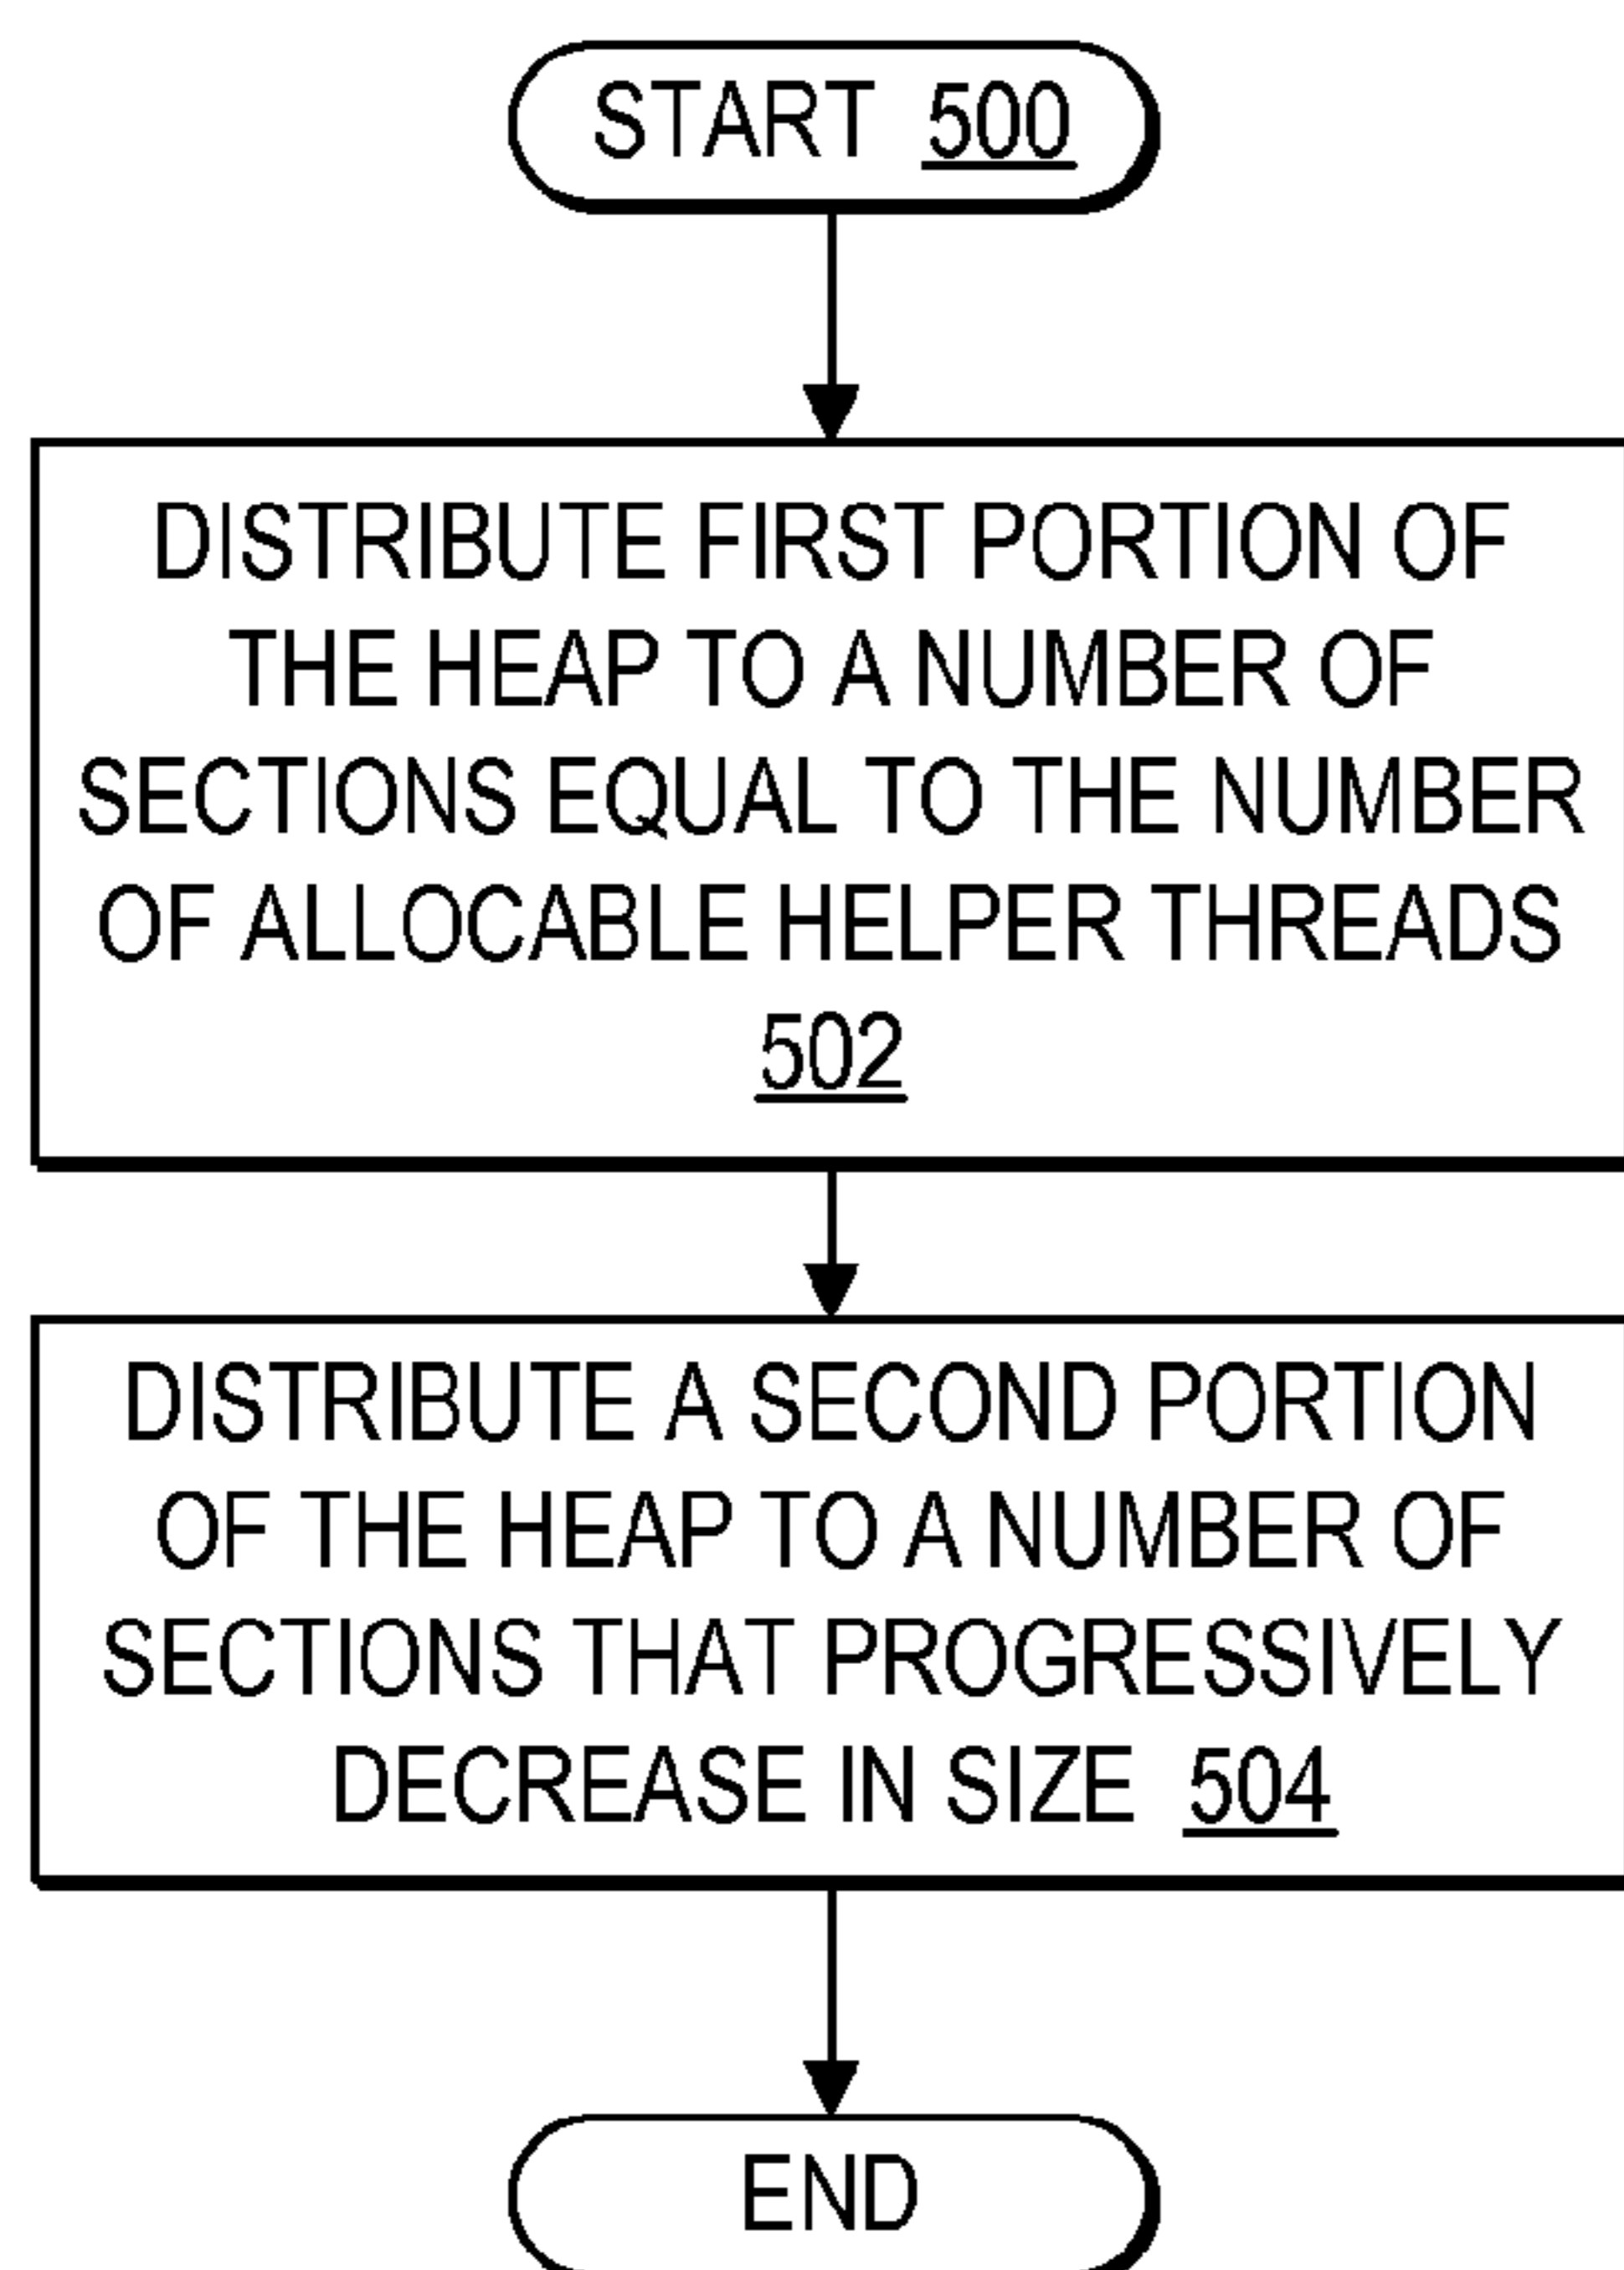 START 500
DISTRIBUTE FIRST PORTION OF
THE HEAP TO A NUMBER OF
SECTIONS EQUAL TO THE NUMBER
OF ALLOCABLE HELPER THREADS
502
DISTRIBUTE A SECOND PORTION
OF THE HEAP TO A NUMBER OF
SECTIONS THAT PROGRESSIVELY
DECREASE IN SIZE 504
END